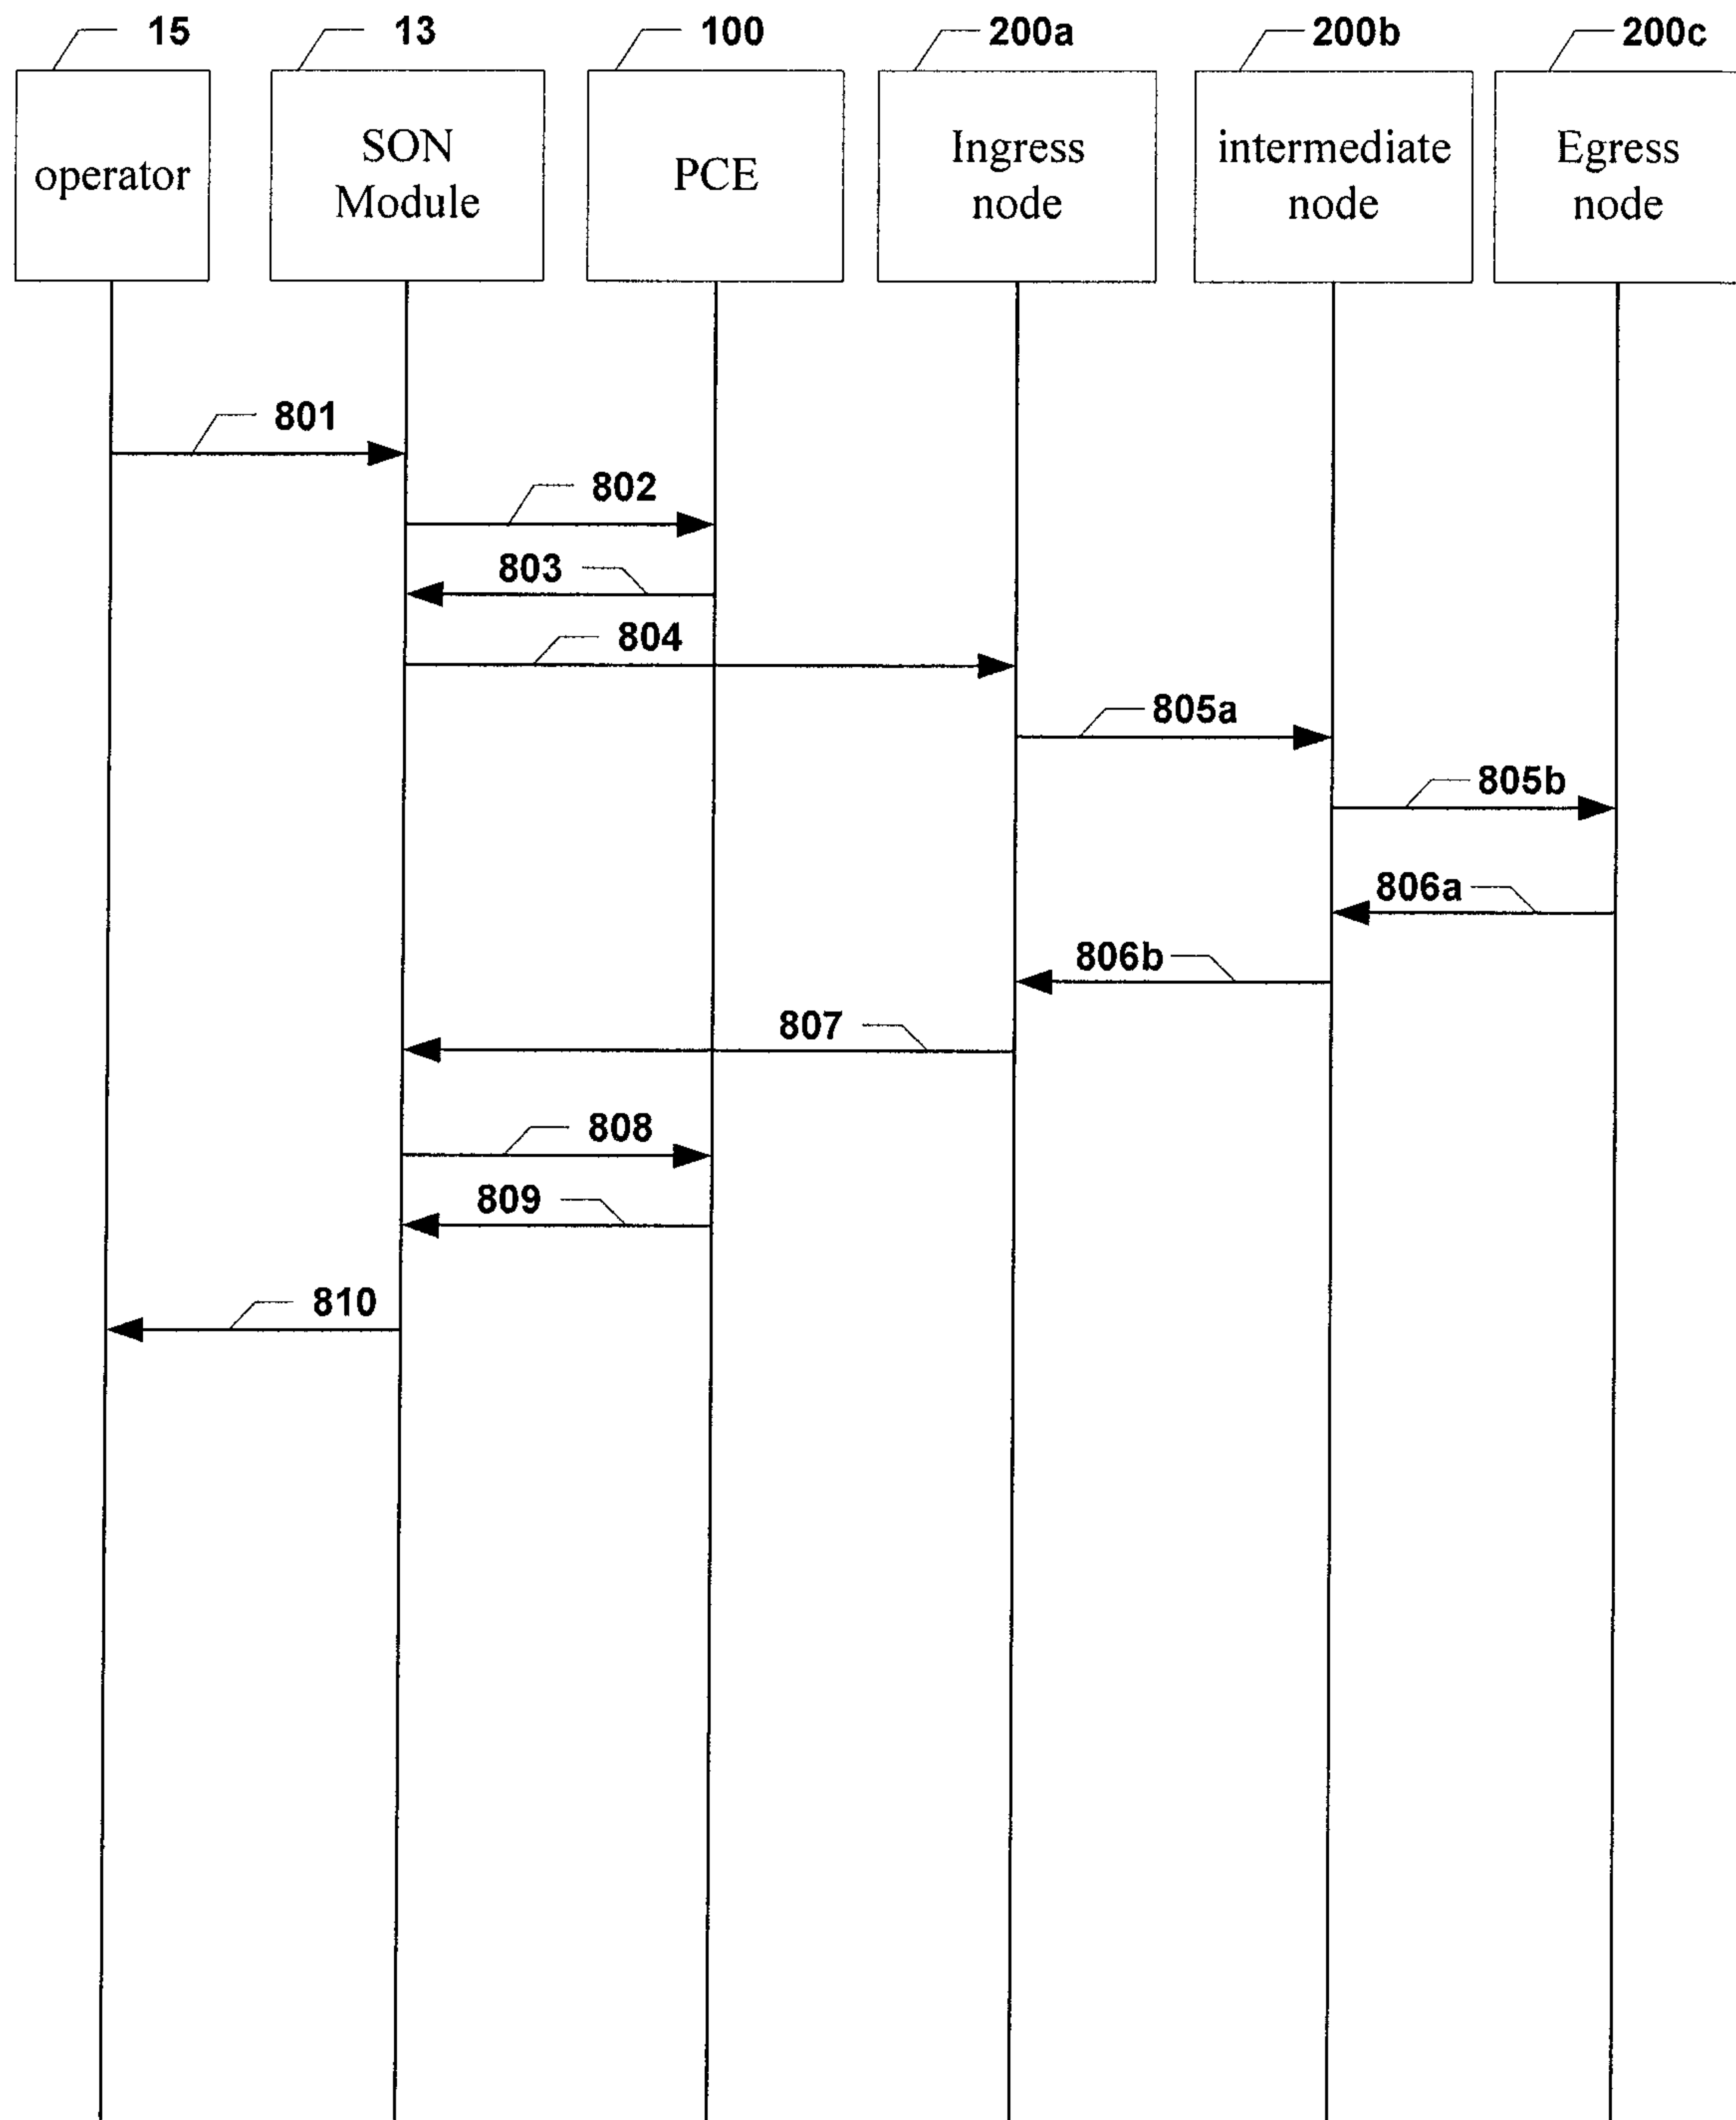 15
13
100
200a
200b
200c
operator
SON
Module
PCE
Ingress
node
intermediate
node
Egress
node
801
802
803
804
805a
805b
806a
806b
807
808
809
810